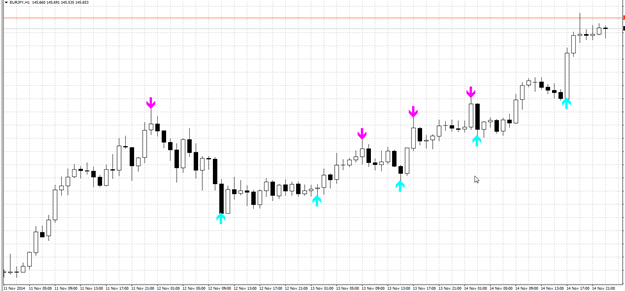 EURJPY,H1 145.660 145.691 145.535 145.603
11 Nov 2014 11 Nov 05:00 11 Nov 09:00 11 Nov 13:00 11 Nov 17:00 11 Nov 21:00 12 Nov 01:00 12 Nov 05:00 12 Nov 09:00 12 Nov 13:00 12 Nov 17:00 12 Nov 21:00 13 Nov 01:00 13 Nov 05:00 13 Nov 09:00 13 Nov 13:00 13 Nov 17:00 13 Nov 21:00 14 Nov 01:00 14 Nov 05:00 14 Nov 09:00 14 Nov 13:00 14 Nov 17:00 14 Nov 21:00